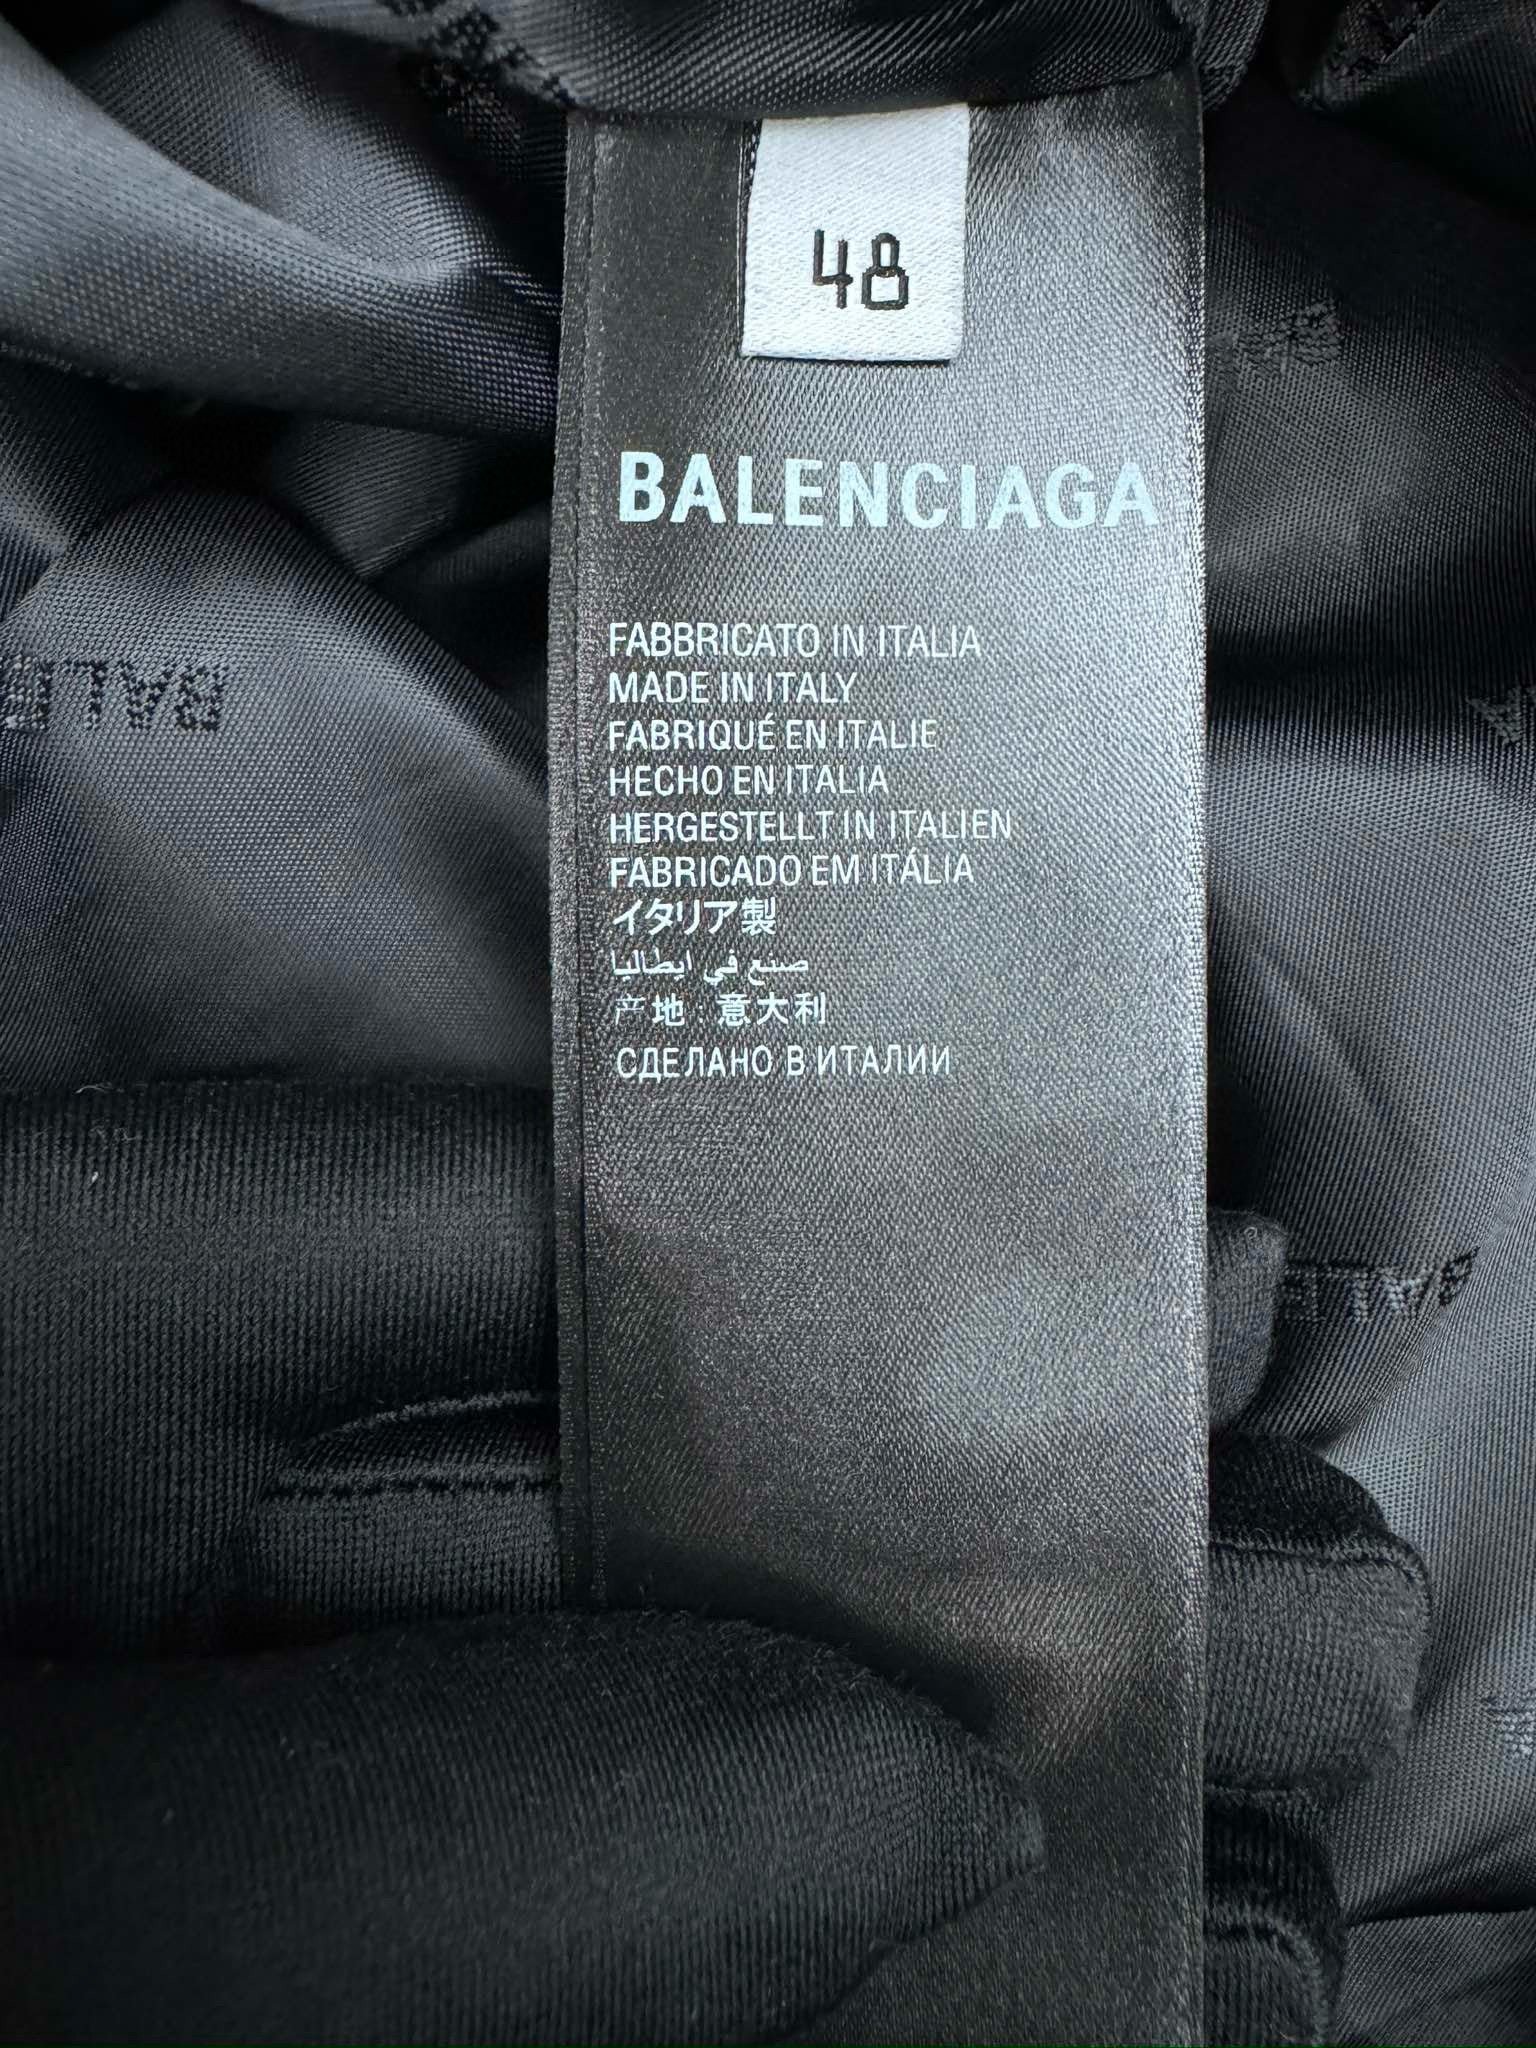 48
BALENCIAGA
FABBRICATO IN ITALIA
MADE IN ITALY
FABRIQUÉ EN ITALIE
HECHO EN ITALIA
HERGESTELLT IN ITALIEN
FABRICADO EM ITÁLIA
イタリア製
صنع في ايطاليا
产地：意大利
СДЕЛАНО В ИТАЛИИ